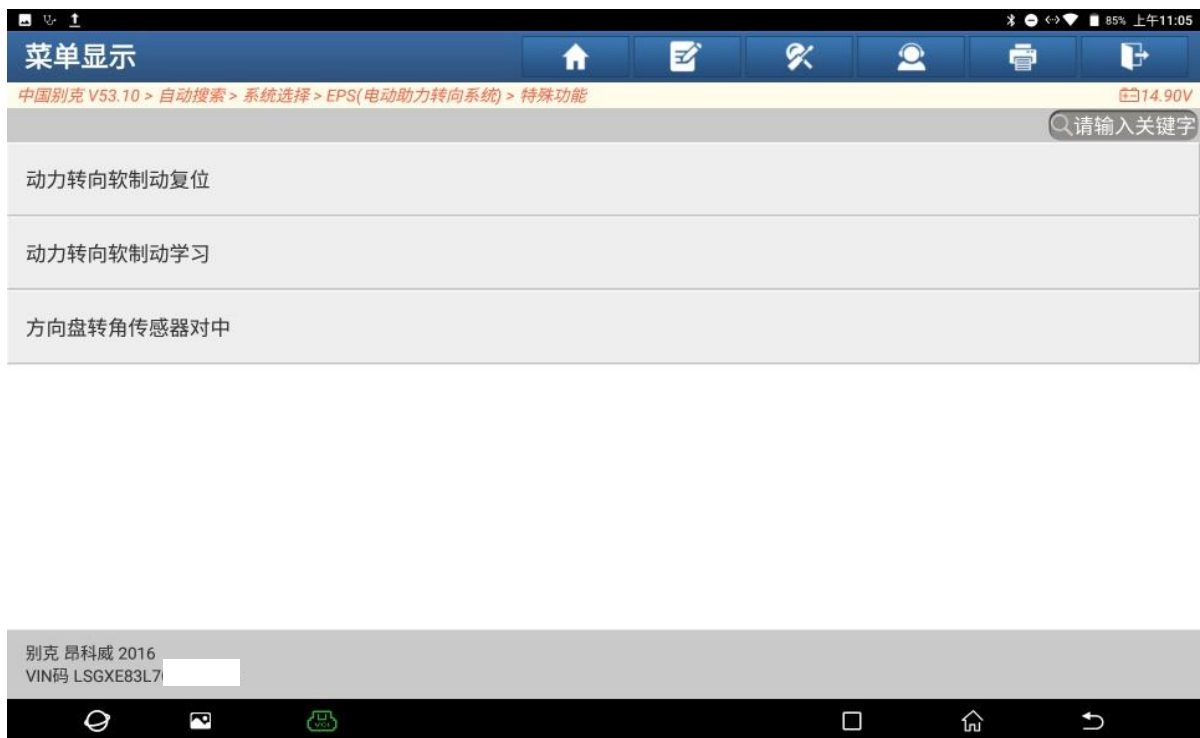 85% 上午11:05
菜单显示
中国别克 V53.10 > 自动搜索 > 系统选择 > EPS(电动助力转向系统) > 特殊功能
14.90V
请输入关键字
动力转向软制动复位
动力转向软制动学习
方向盘转角传感器对中
别克 昂科威 2016
VIN码 LSGXE83L7
VCI